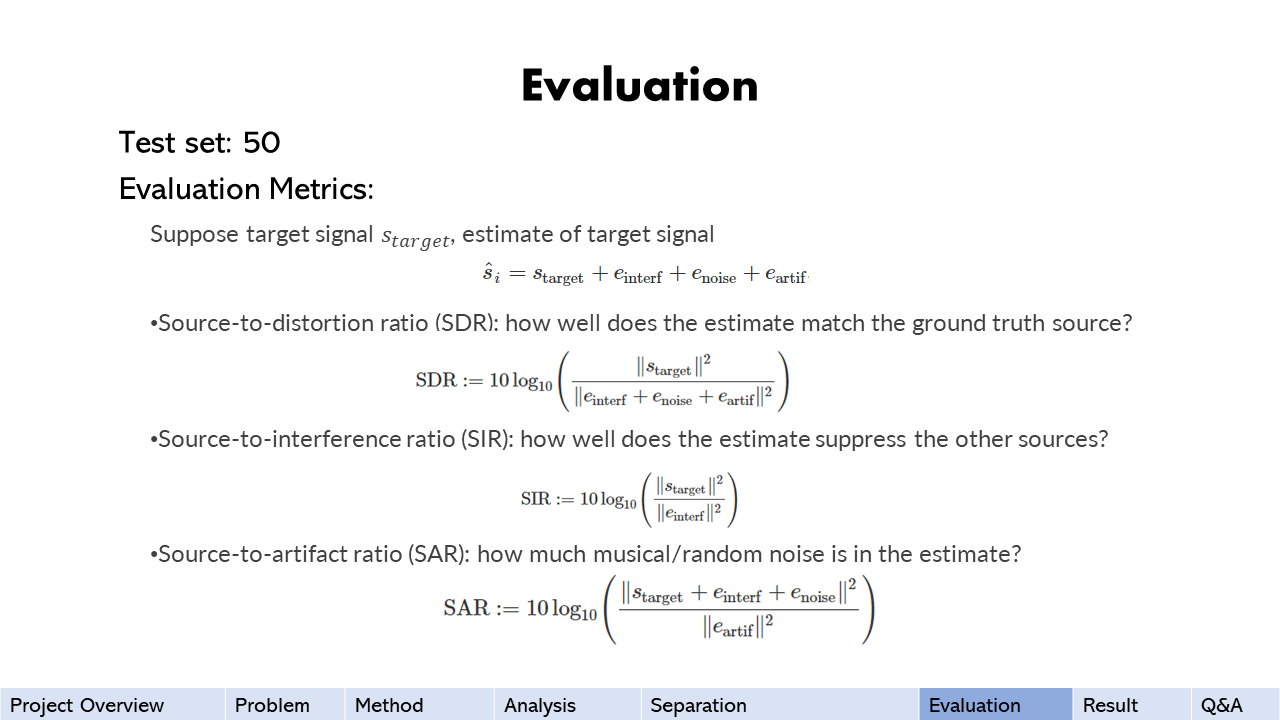 Evaluation
Test set: 50
Evaluation Metrics:
Suppose target signal $s_{target}$, estimate of target signal
$\hat{s}_i = s_{\text{target}} + e_{\text{interf}} + e_{\text{noise}} + e_{\text{artif}}$
•Source-to-distortion ratio (SDR): how well does the estimate match the ground truth source?
$\text{SDR} := 10 \log_{10} \left( \frac{\| s_{\text{target}} \|^2}{\| e_{\text{interf}} + e_{\text{noise}} + e_{\text{artif}} \|^2} \right)$
•Source-to-interference ratio (SIR): how well does the estimate suppress the other sources?
$\text{SIR} := 10 \log_{10} \left( \frac{\| s_{\text{target}} \|^2}{\| e_{\text{interf}} \|^2} \right)$
•Source-to-artifact ratio (SAR): how much musical/random noise is in the estimate?
$\text{SAR} := 10 \log_{10} \left( \frac{\| s_{\text{target}} + e_{\text{interf}} + e_{\text{noise}} \|^2}{\| e_{\text{artif}} \|^2} \right)$
Project Overview Problem Method Analysis Separation Evaluation Result Q&A